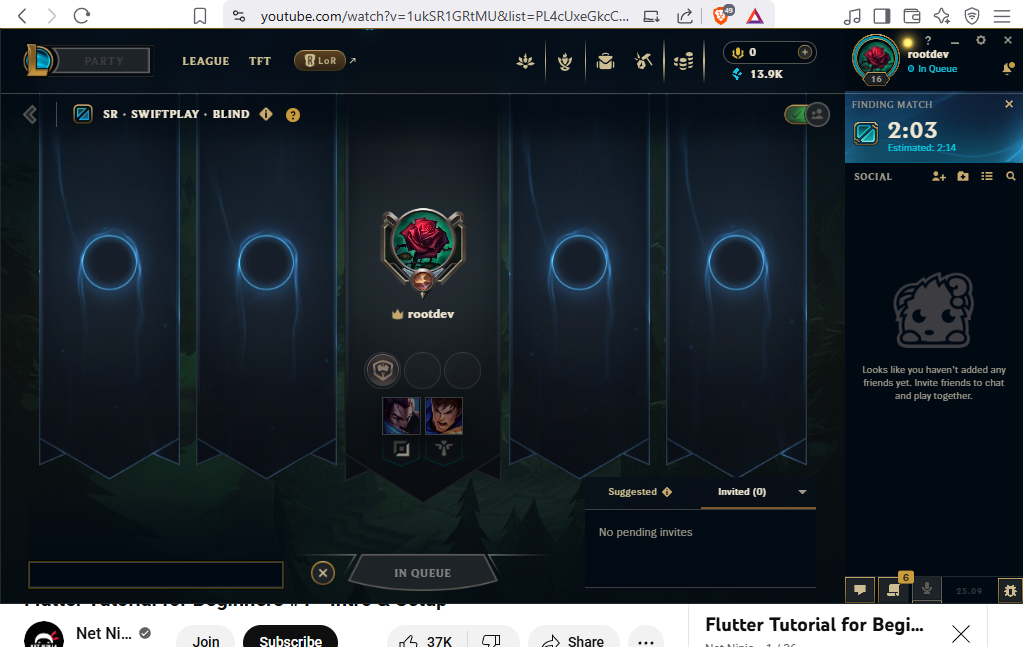 youtube.com/watch?v=1ukSR1GRtMU&list=PL4cUxeGkcC...
49
PARTY
LEAGUE
TFT
R LoR
0
13.9K
16
rootdev
In Queue
SR · SWIFTPLAY · BLIND
FINDING MATCH
2:03
Estimated: 2:14
SOCIAL
rootdev
Looks like you haven't added any
friends yet. Invite friends to chat
and play together.
Suggested
Invited (0)
No pending invites
IN QUEUE
6
25.09
Net Ni...
Join
Subscribe
37K
Share
Flutter Tutorial for Begi...